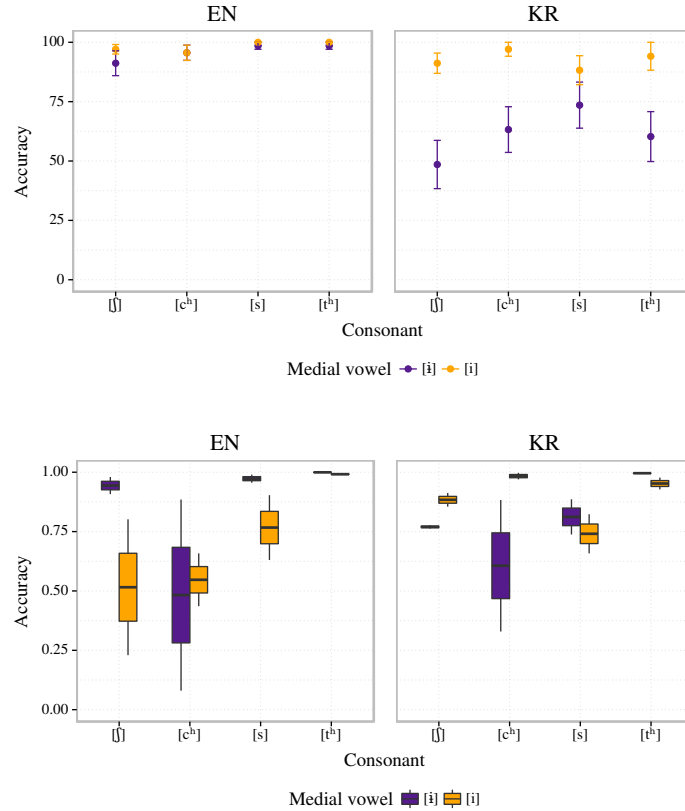 EN KR
100
75
50
25
0
Accuracy
[ʃ] [cʰ] [s] [tʰ] [ʃ] [cʰ] [s] [tʰ]
Consonant
Medial vowel [ɨ] [i]
EN KR
1.00
0.75
0.50
0.25
0.00
Accuracy
[ʃ] [cʰ] [s] [tʰ] [ʃ] [cʰ] [s] [tʰ]
Consonant
Medial vowel [ɨ] [i]